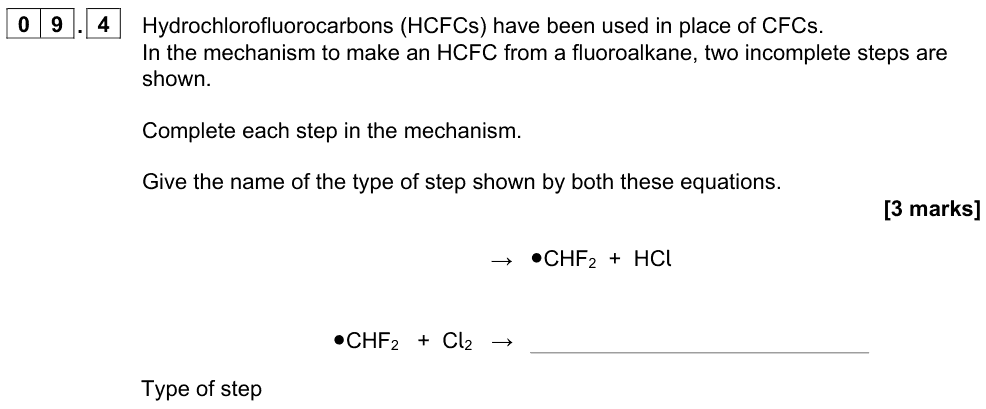 09.4 Hydrochlorofluorocarbons (HCFCs) have been used in place of CFCs.
In the mechanism to make an HCFC from a fluoroalkane, two incomplete steps are
shown.
Complete each step in the mechanism.
Give the name of the type of step shown by both these equations.
[3 marks]
→ •CHF₂ + HCl
•CHF₂ + Cl₂ →
Type of step